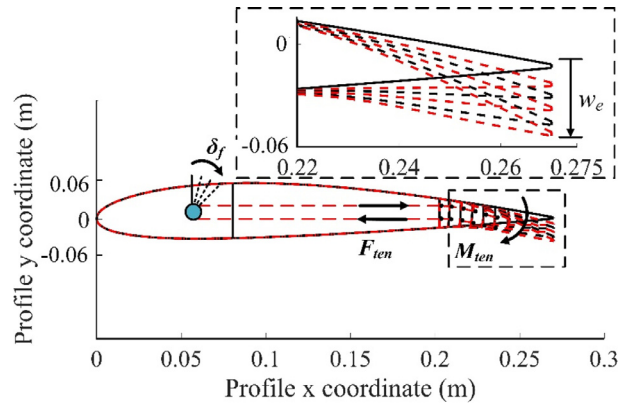 0
-0.06
0.22
0.24
0.26
0.275
wₑ
δ_f
0.06
0
-0.06
F_ten
M_ten
0
0.05
0.1
0.15
0.2
0.25
0.3
Profile x coordinate (m)
Profile y coordinate (m)